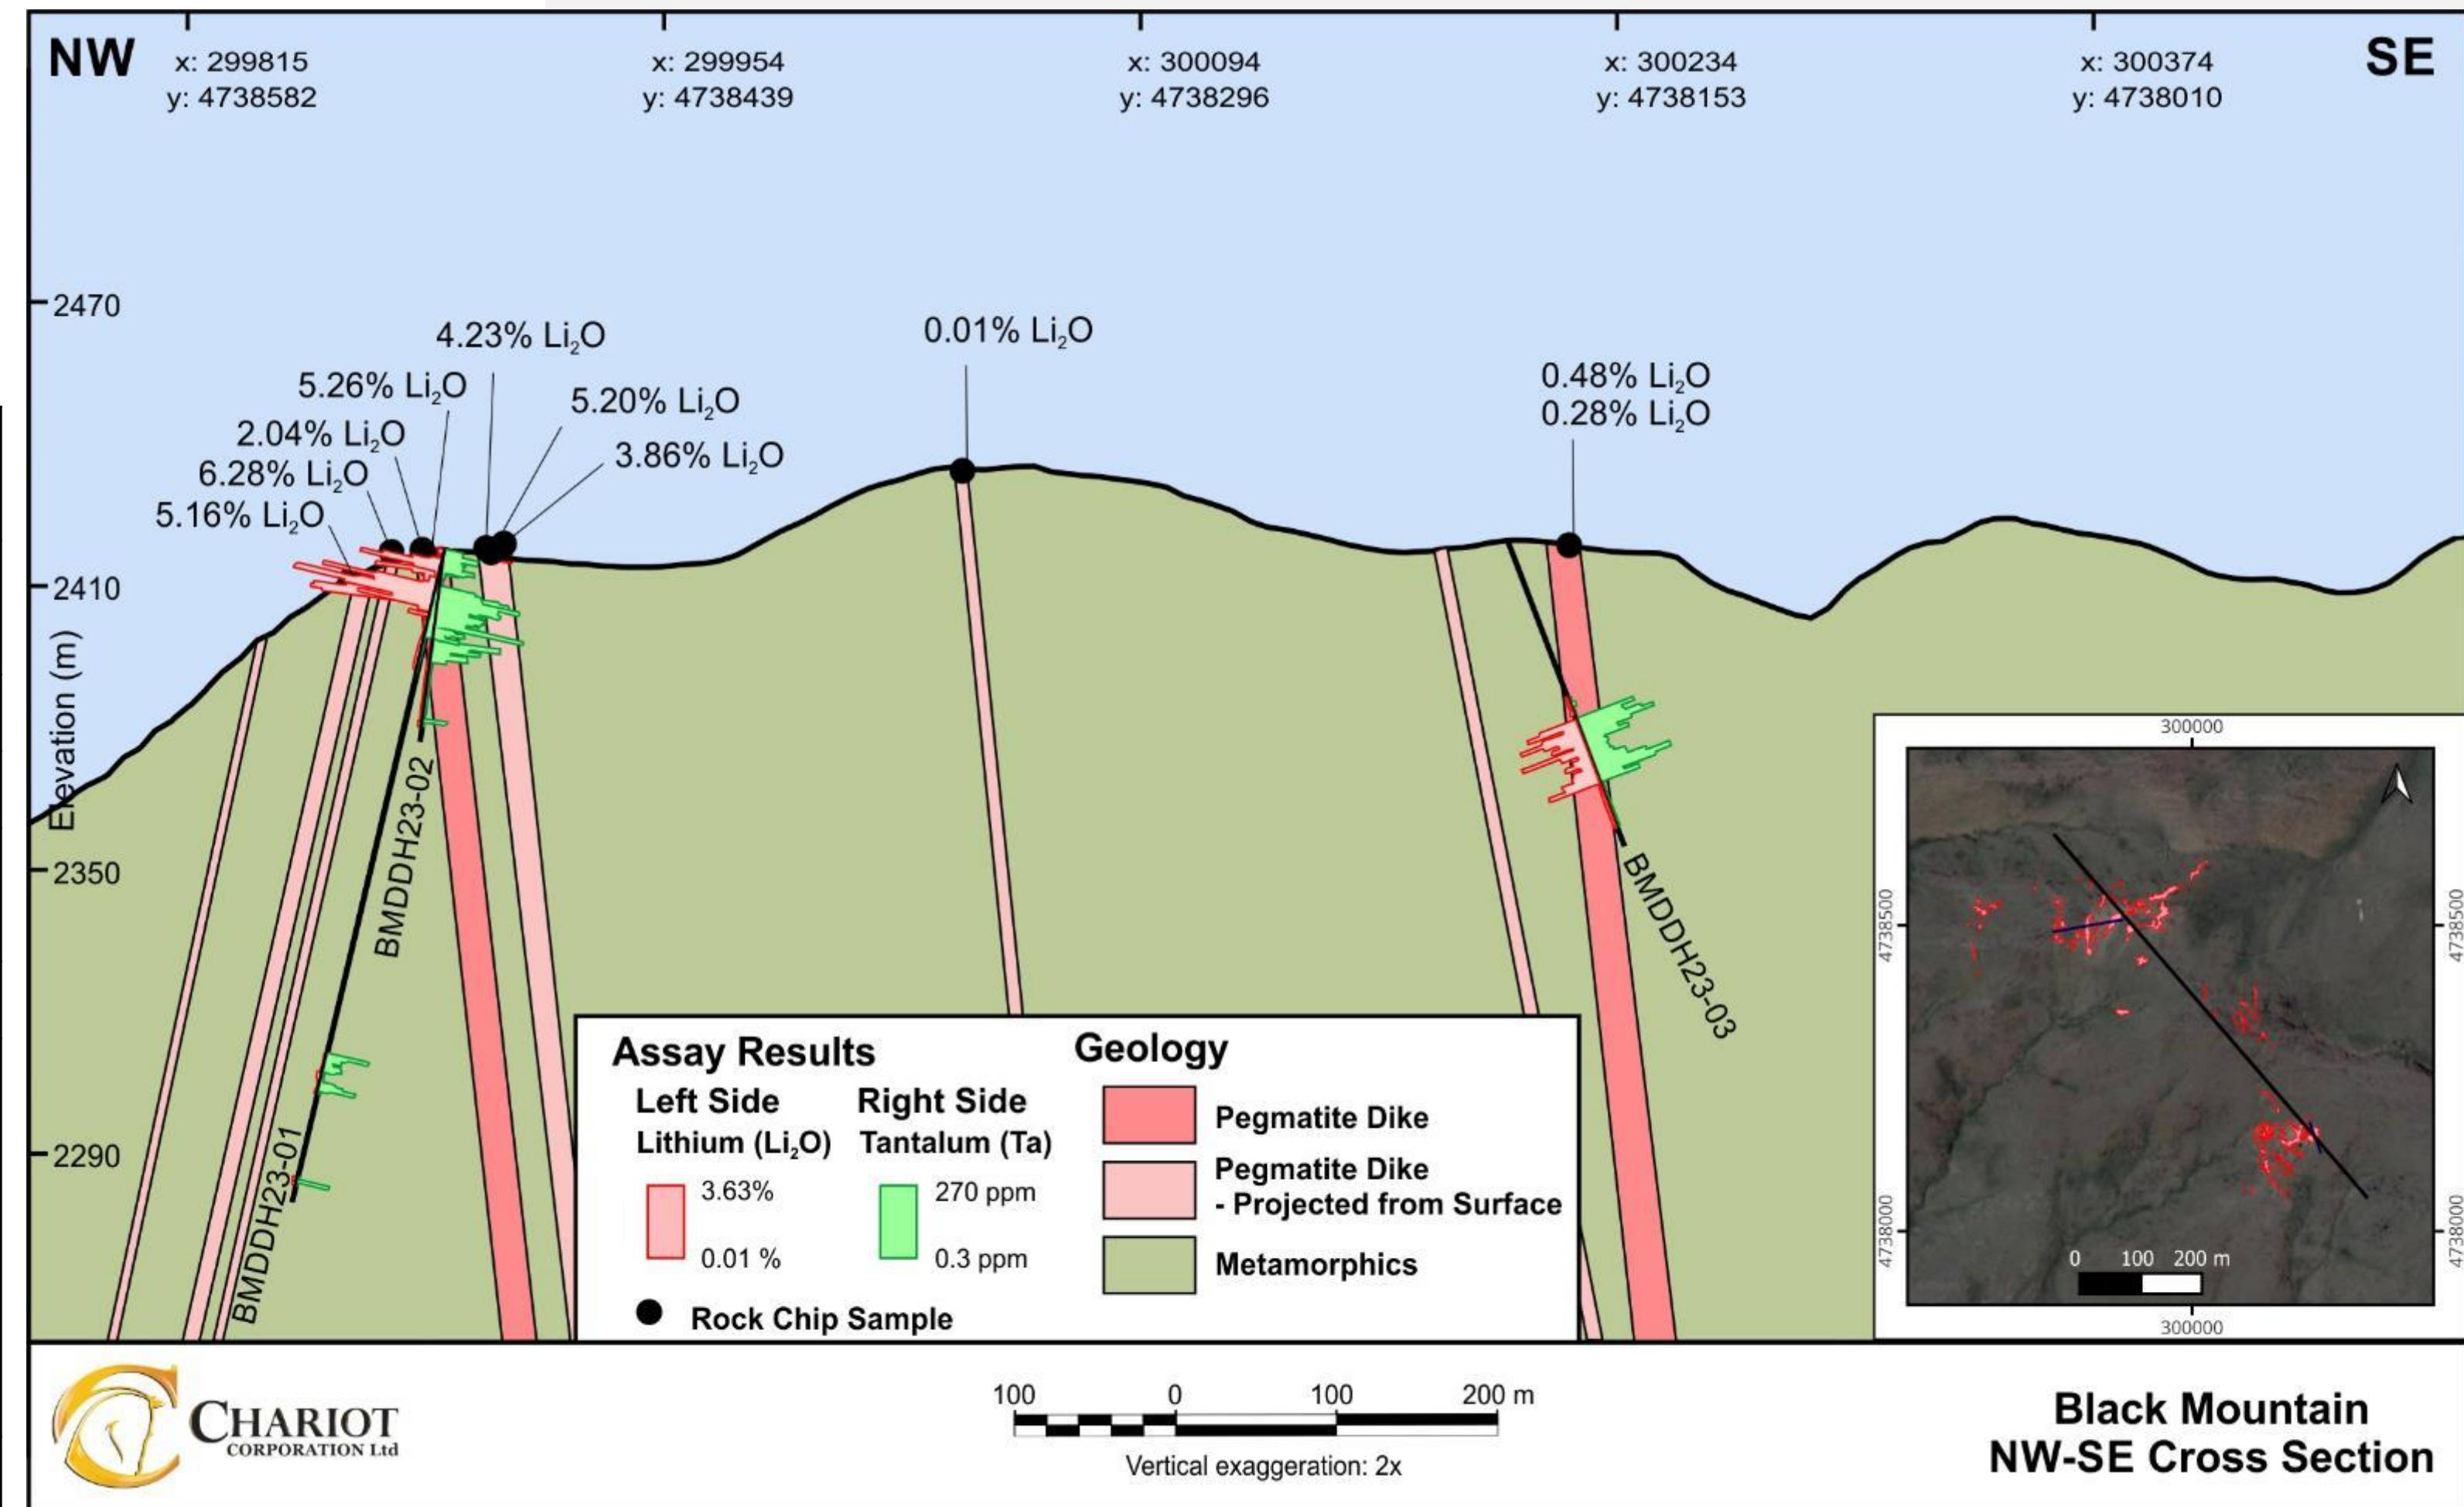 NW
SE
x: 299815
y: 4738582
x: 299954
y: 4738439
x: 300094
y: 4738296
x: 300234
y: 4738153
x: 300374
y: 4738010
2470
2410
2350
2290
Elevation (m)
4.23% Li₂O
5.26% Li₂O
5.20% Li₂O
2.04% Li₂O
3.86% Li₂O
6.28% Li₂O
5.16% Li₂O
0.01% Li₂O
0.48% Li₂O
0.28% Li₂O
BMDDH23-02
BMDDH23-01
BMDDH23-03
Assay Results
Left Side
Lithium (Li₂O)
3.63%
0.01 %
Right Side
Tantalum (Ta)
270 ppm
0.3 ppm
Rock Chip Sample
Geology
Pegmatite Dike
Pegmatite Dike
- Projected from Surface
Metamorphics
300000
4738500
4738500
4738000
4738000
0 100 200 m
300000
CHARIOT
CORPORATION Ltd
100 0 100 200 m
Vertical exaggeration: 2x
Black Mountain
NW-SE Cross Section